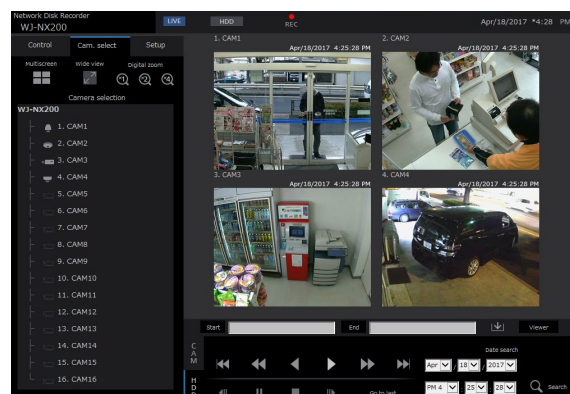 Network Disk Recorder
WJ-NX200
LIVE
HDD
REC
Apr/18/2017 *4:28 PM
Control
Cam. select
Setup
Multiscreen
Wide view
Digital zoom
x1
x2
x4
Camera selection
WJ-NX200
1. CAM1
2. CAM2
3. CAM3
4. CAM4
5. CAM5
6. CAM6
7. CAM7
8. CAM8
9. CAM9
10. CAM10
11. CAM11
12. CAM12
13. CAM13
14. CAM14
15. CAM15
16. CAM16
1. CAM1
Apr/18/2017 4:25:28 PM
2. CAM2
Apr/18/2017 4:25:28 PM
3. CAM3
Apr/18/2017 4:25:28 PM
4. CAM4
Apr/18/2017 4:25:28 PM
Start
End
Viewer
CAM
HD
Date search
Apr / 18 / 2017
PM 4 : 25 : 28
Search
Go to last